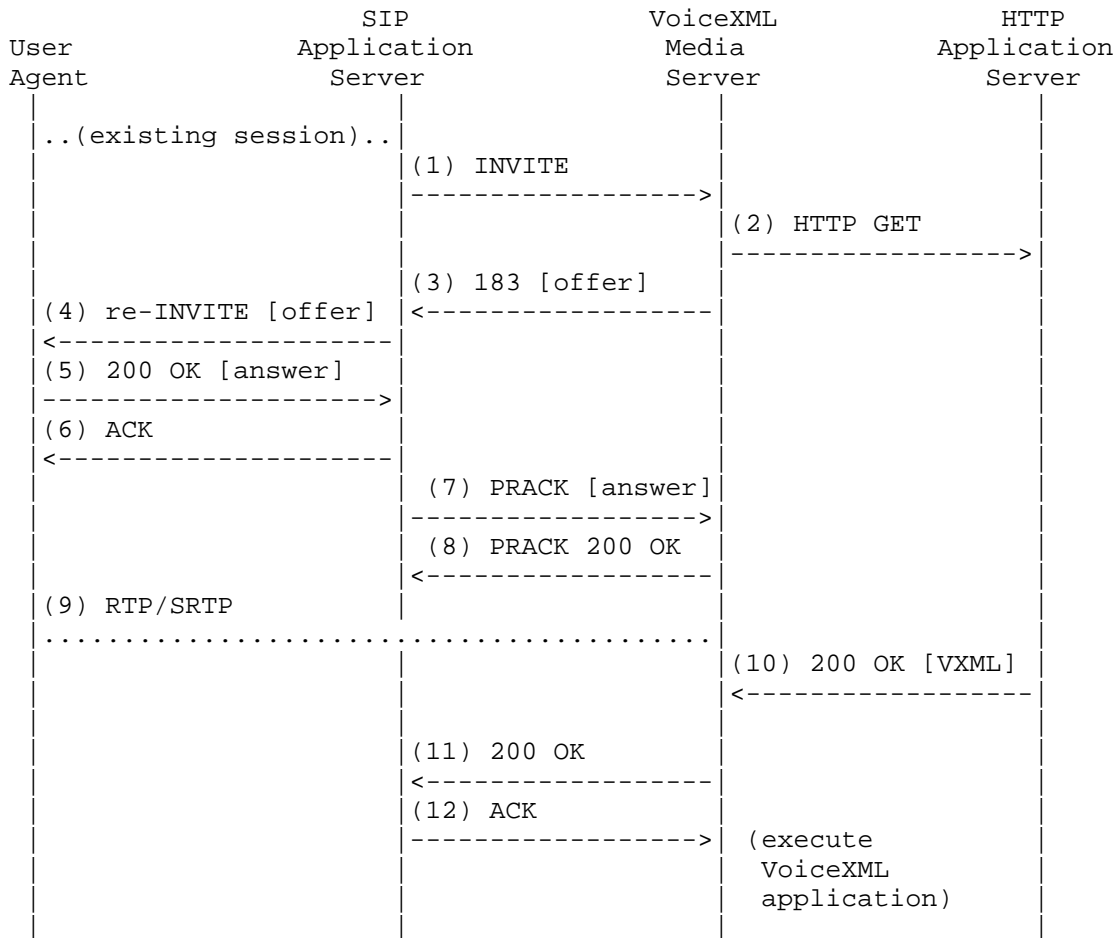 SIP VoiceXML HTTP
User Application Media Application
Agent Server Server Server
..(existing session)..
(1) INVITE
(2) HTTP GET
(3) 183 [offer]
(4) re-INVITE [offer]
(5) 200 OK [answer]
(6) ACK
(7) PRACK [answer]
(8) PRACK 200 OK
(9) RTP/SRTP
(10) 200 OK [VXML]
(11) 200 OK
(12) ACK
(execute
VoiceXML
application)